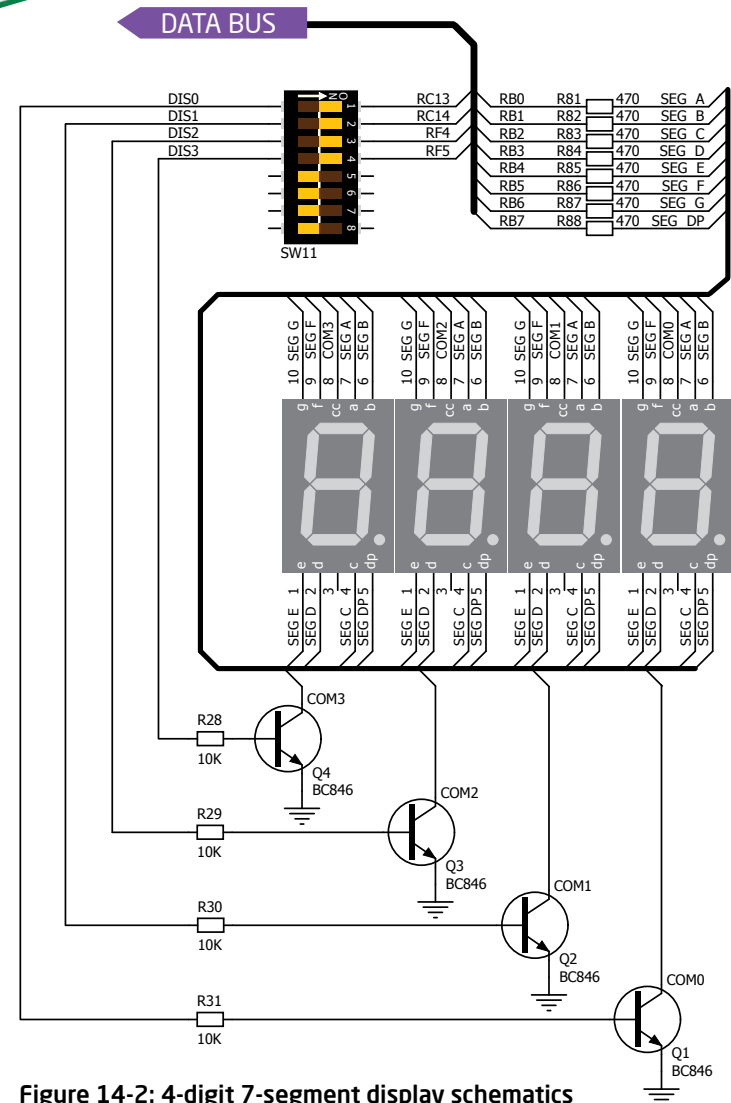 DATA BUS
O
N
DIS0 1 RC13 RB0 R81 470 SEG A
DIS1 2 RC14 RB1 R82 470 SEG B
DIS2 3 RF4 RB2 R83 470 SEG C
DIS3 4 RF5 RB3 R84 470 SEG D
5 RB4 R85 470 SEG E
6 RB5 R86 470 SEG F
7 RB6 R87 470 SEG G
8 RB7 R88 470 SEG DP
SW11
10 SEG G
9 SEG F
8 COM3
7 SEG A
6 SEG B
10 SEG G
9 SEG F
8 COM2
7 SEG A
6 SEG B
10 SEG G
9 SEG F
8 COM1
7 SEG A
6 SEG B
10 SEG G
9 SEG F
8 COM0
7 SEG A
6 SEG B
g f cc a b
g f cc a b
g f cc a b
g f cc a b
e d c dp
e d c dp
e d c dp
e d c dp
SEG E 1
SEG D 2
3
SEG C 4
SEG DP 5
SEG E 1
SEG D 2
3
SEG C 4
SEG DP 5
SEG E 1
SEG D 2
3
SEG C 4
SEG DP 5
SEG E 1
SEG D 2
3
SEG C 4
SEG DP 5
COM3
R28
10K
Q4
BC846
COM2
R29
10K
Q3
BC846
COM1
R30
10K
Q2
BC846
COM0
R31
10K
Q1
BC846
Figure 14-2: 4-digit 7-segment display schematics